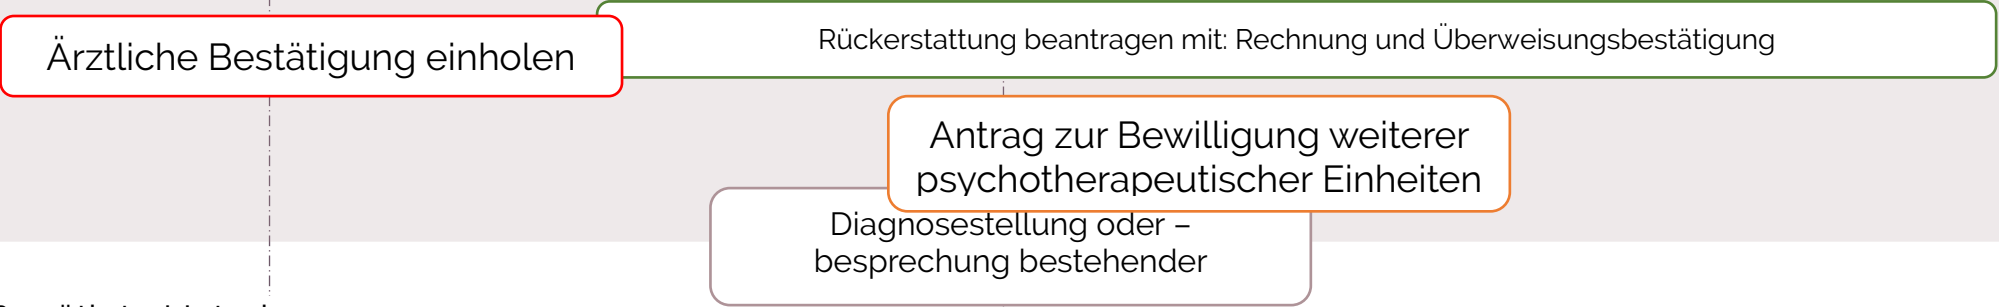 Ärztliche Bestätigung einholen
Rückerstattung beantragen mit: Rechnung und Überweisungsbestätigung
Antrag zur Bewilligung weiterer
psychotherapeutischer Einheiten
Diagnosestellung oder –
besprechung bestehender